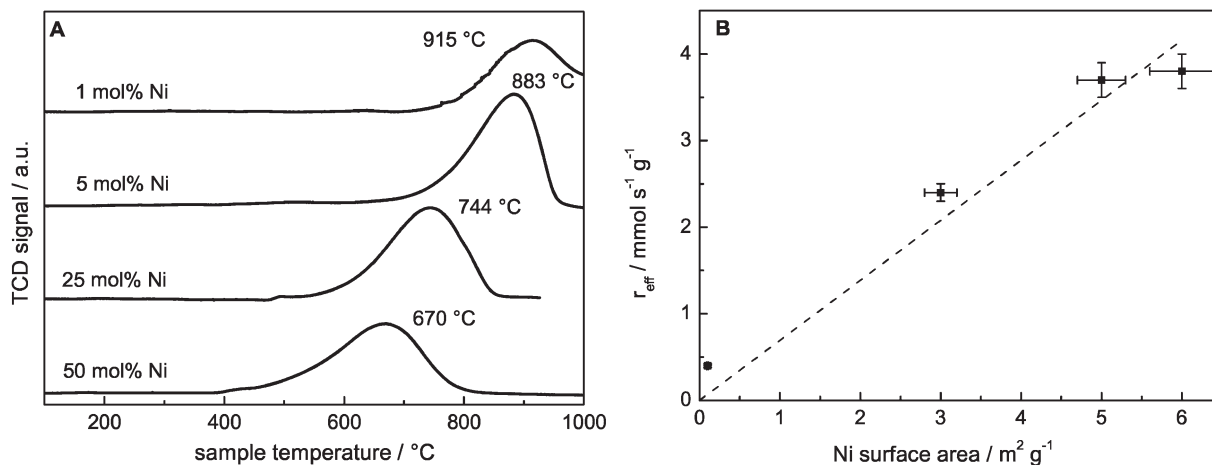 A
915 °C
883 °C
1 mol% Ni
5 mol% Ni
744 °C
25 mol% Ni
670 °C
50 mol% Ni
TCD signal / a.u.
200
400
600
800
1000
sample temperature / °C
B
4
3
2
1
0
r_eff / mmol s⁻¹ g⁻¹
0
1
2
3
4
5
6
Ni surface area / m² g⁻¹